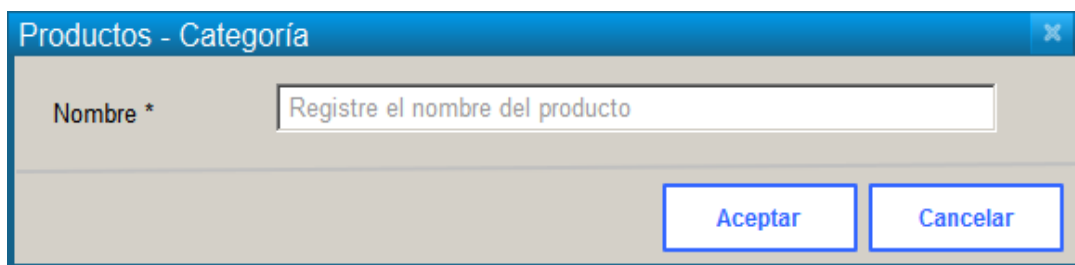 Productos - Categoría
Nombre *
Registre el nombre del producto
Aceptar
Cancelar